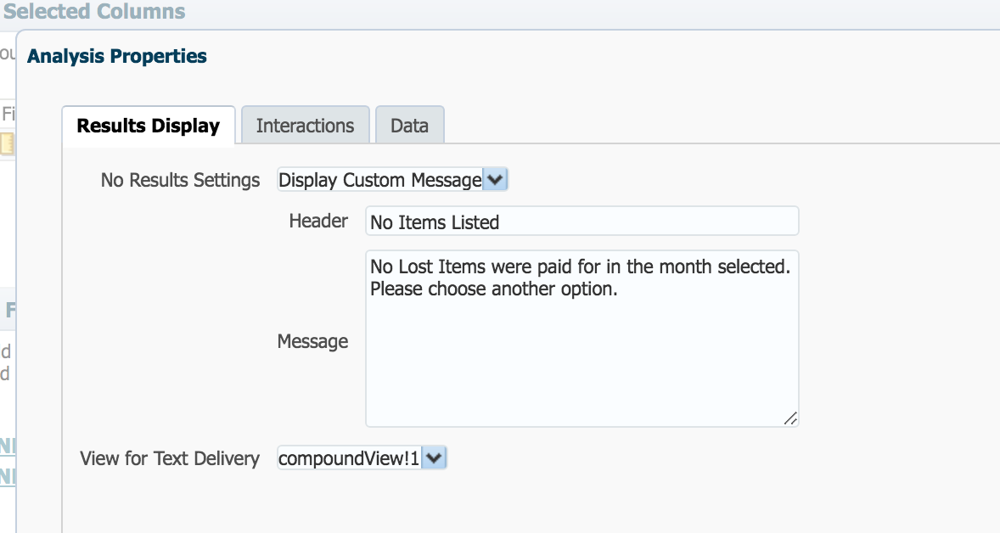 Selected Columns
Analysis Properties
Results Display Interactions Data
No Results Settings Display Custom Message
Header No Items Listed
No Lost Items were paid for in the month selected.
Please choose another option.
Message
View for Text Delivery compoundView!1